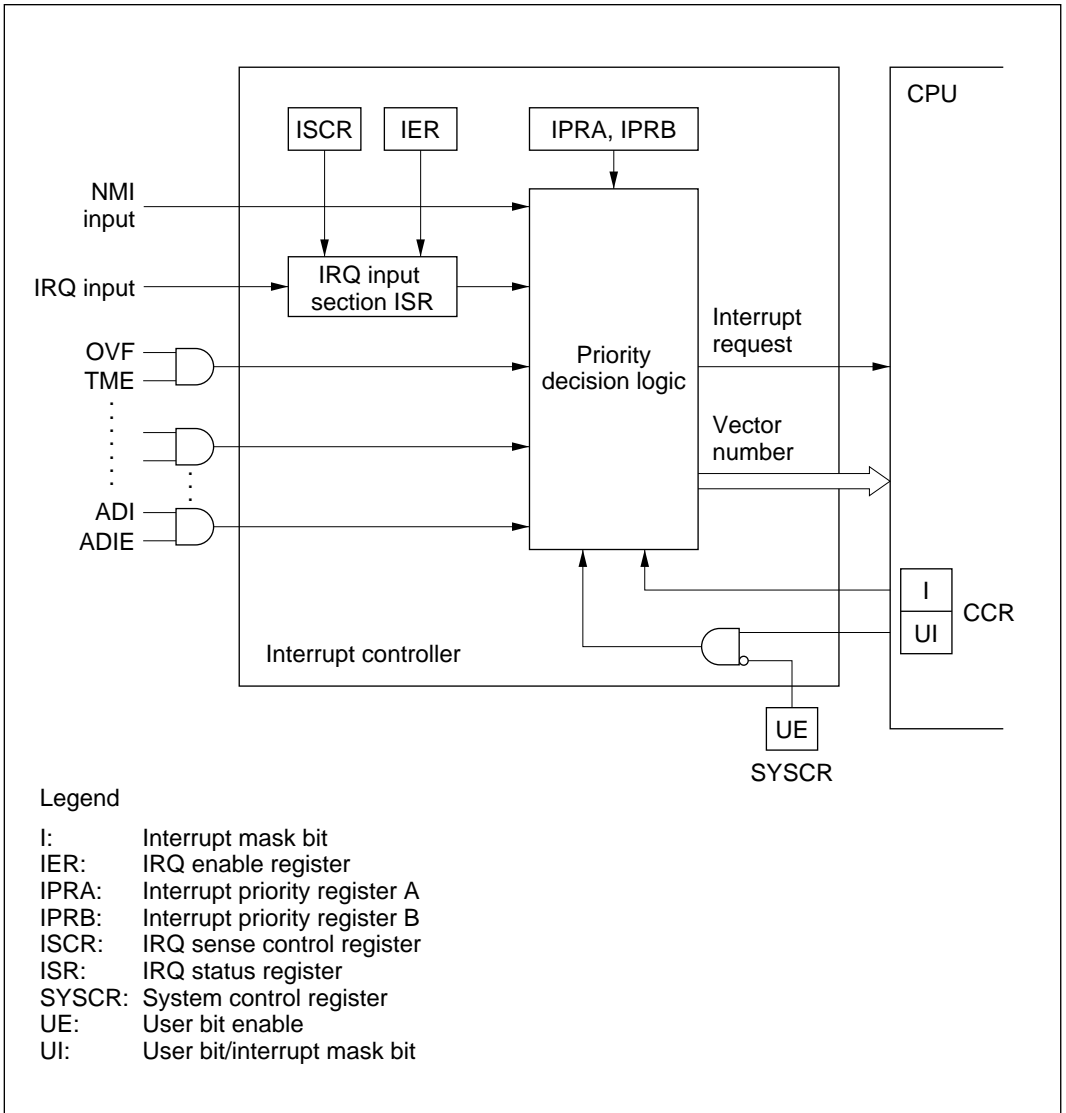 CPU
ISCR
IER
IPRA, IPRB
NMI
input
IRQ input
IRQ input
section ISR
OVF
TME
ADI
ADIE
Priority
decision logic
Interrupt
request
Vector
number
I
UI
CCR
Interrupt controller
UE
SYSCR
Legend
I: Interrupt mask bit
IER: IRQ enable register
IPRA: Interrupt priority register A
IPRB: Interrupt priority register B
ISCR: IRQ sense control register
ISR: IRQ status register
SYSCR: System control register
UE: User bit enable
UI: User bit/interrupt mask bit